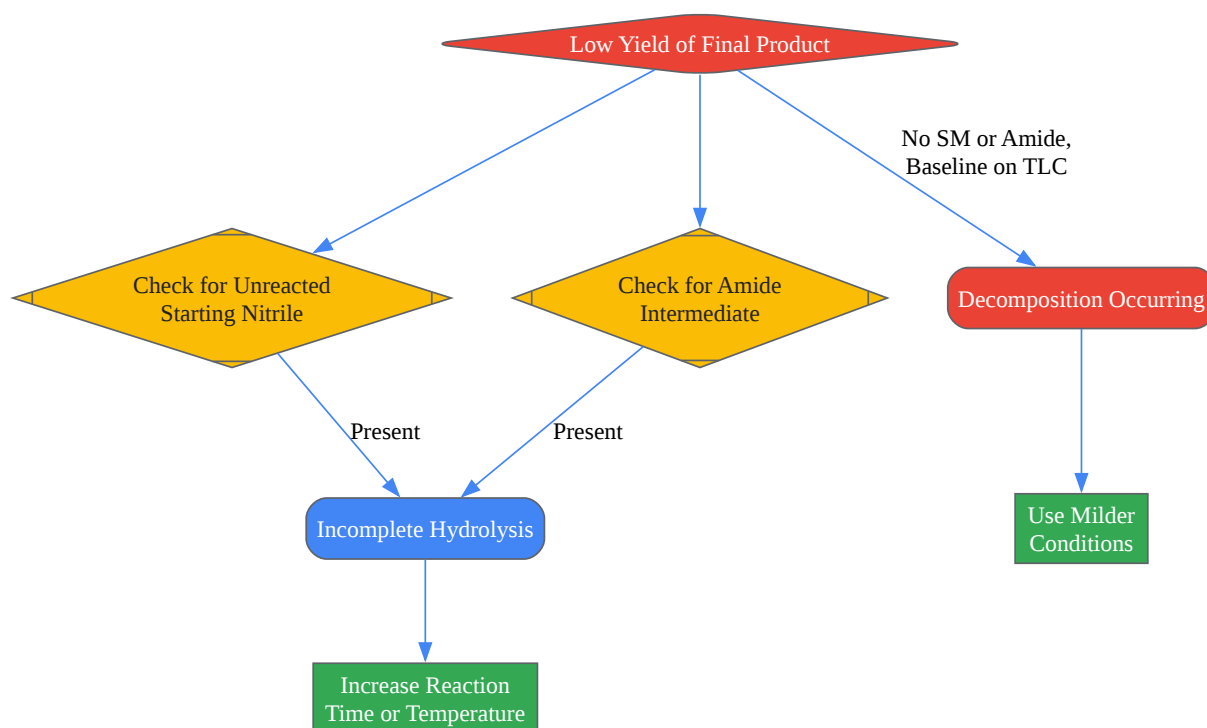 Low Yield of Final Product
No SM or Amide,
Baseline on TLC
Check for Unreacted
Starting Nitrile
Check for Amide
Intermediate
Decomposition Occurring
Present
Present
Incomplete Hydrolysis
Use Milder
Conditions
Increase Reaction
Time or Temperature